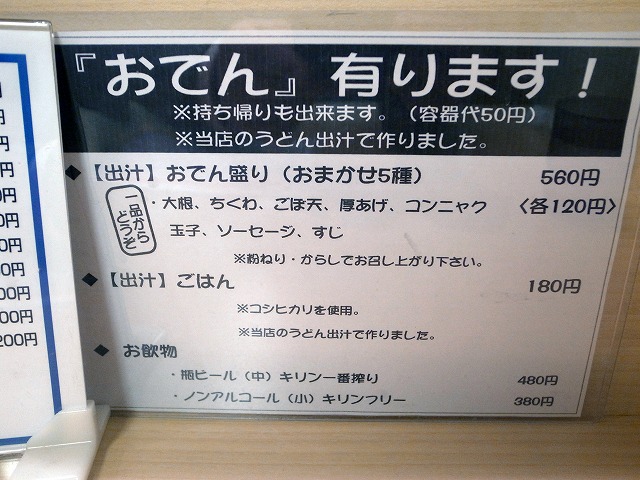 『おでん』有ります！
※持ち帰りも出来ます。（容器代50円）
※当店のうどん出汁で作りました。
◆【出汁】おでん盛り（おまかせ5種） 560円
一品からどうぞ
・大根、ちくわ、ごぼ天、厚あげ、コンニャク 〈各120円〉
玉子、ソーセージ、すじ
※粉ねり・からしでお召し上がり下さい。
◆【出汁】ごはん 180円
※コシヒカリを使用。
※当店のうどん出汁で作りました。
◆ お飲物
・瓶ビール（中）キリン一番搾り 480円
・ノンアルコール（小）キリンフリー 380円